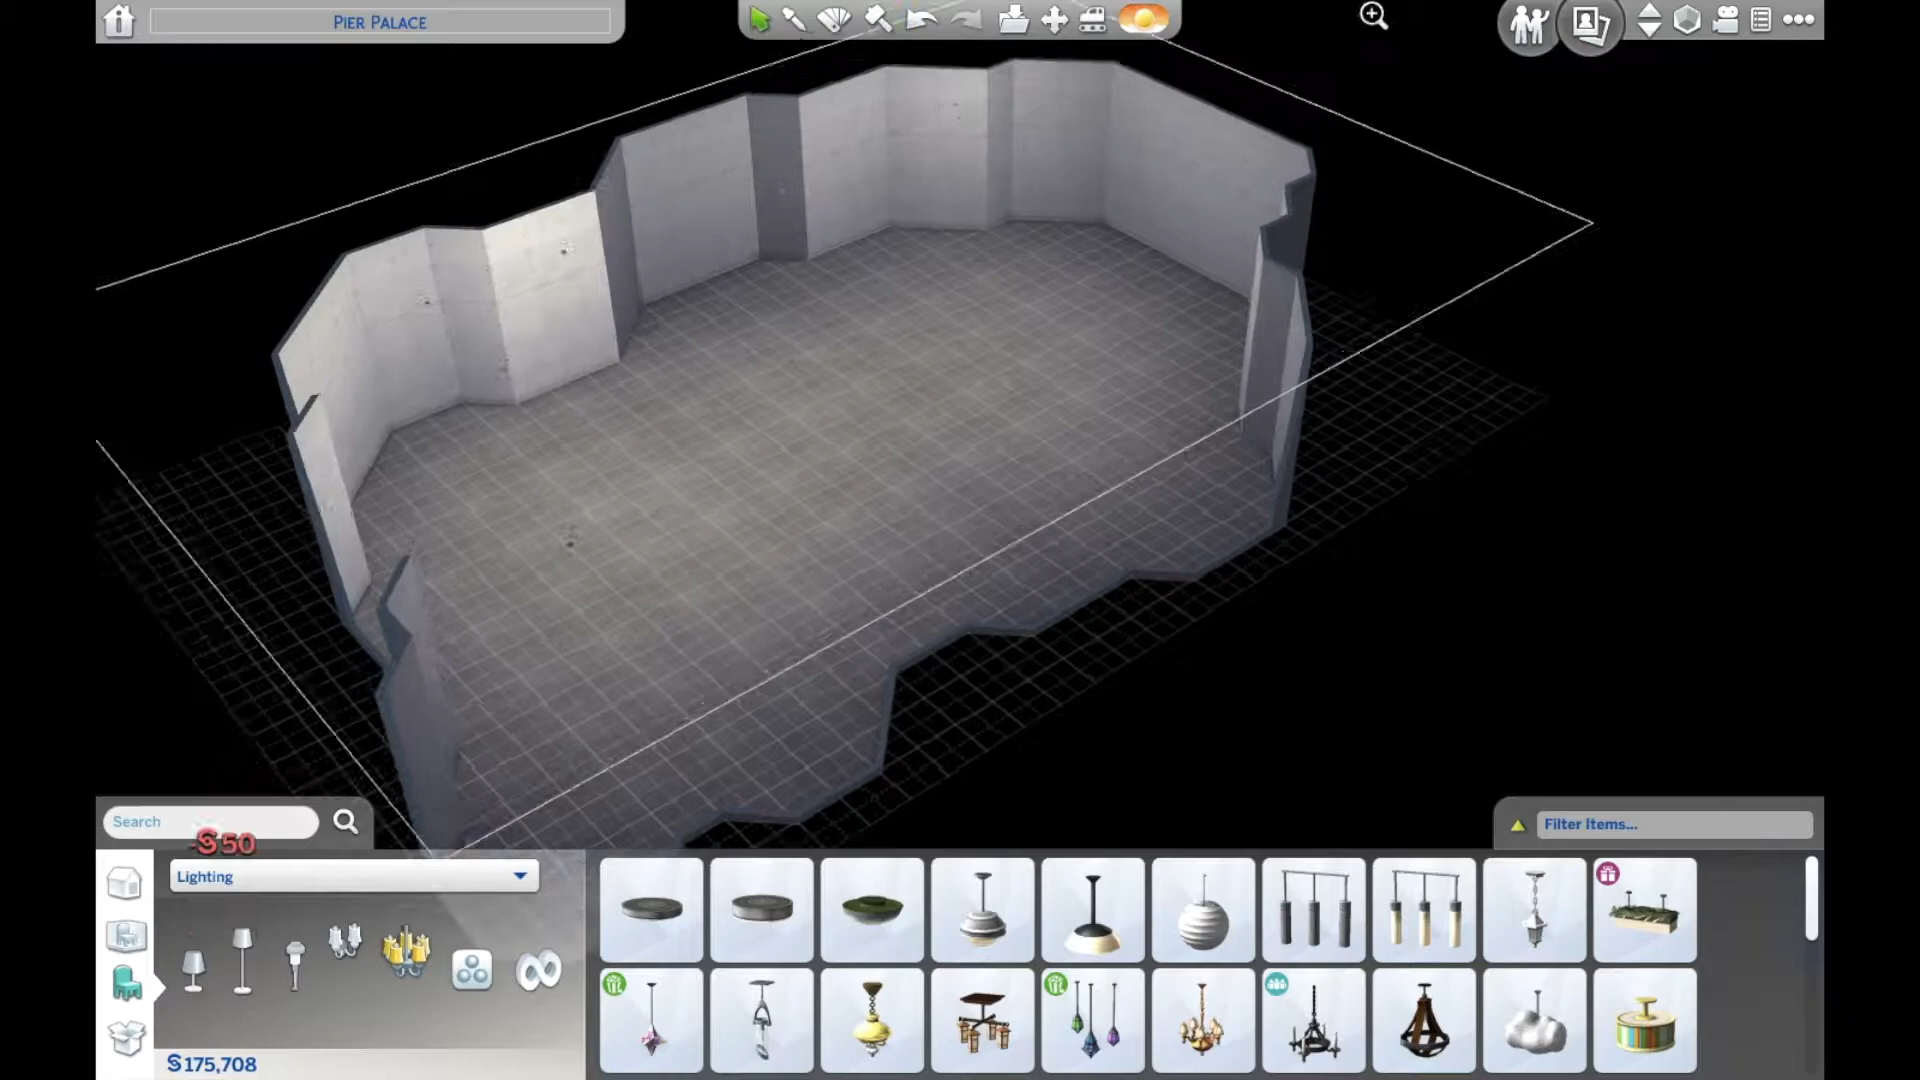 PIER PALACE
Search
-§50
Lighting
Filter Items...
§175,708